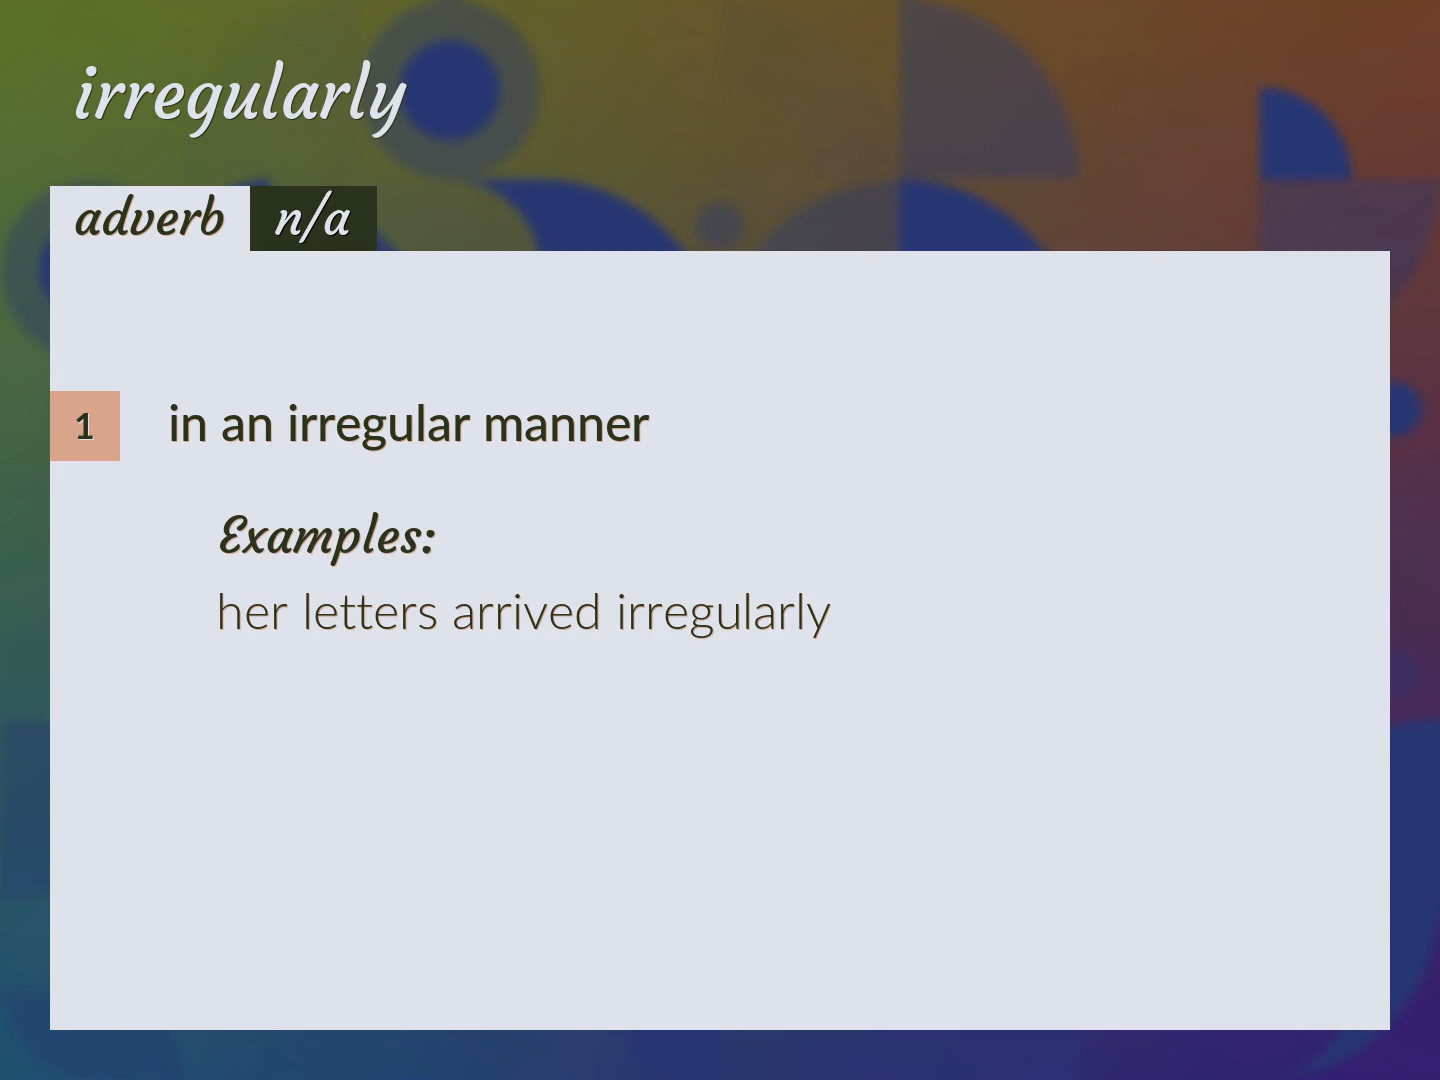 irregularly
adverb n/a
1 in an irregular manner
Examples:
her letters arrived irregularly